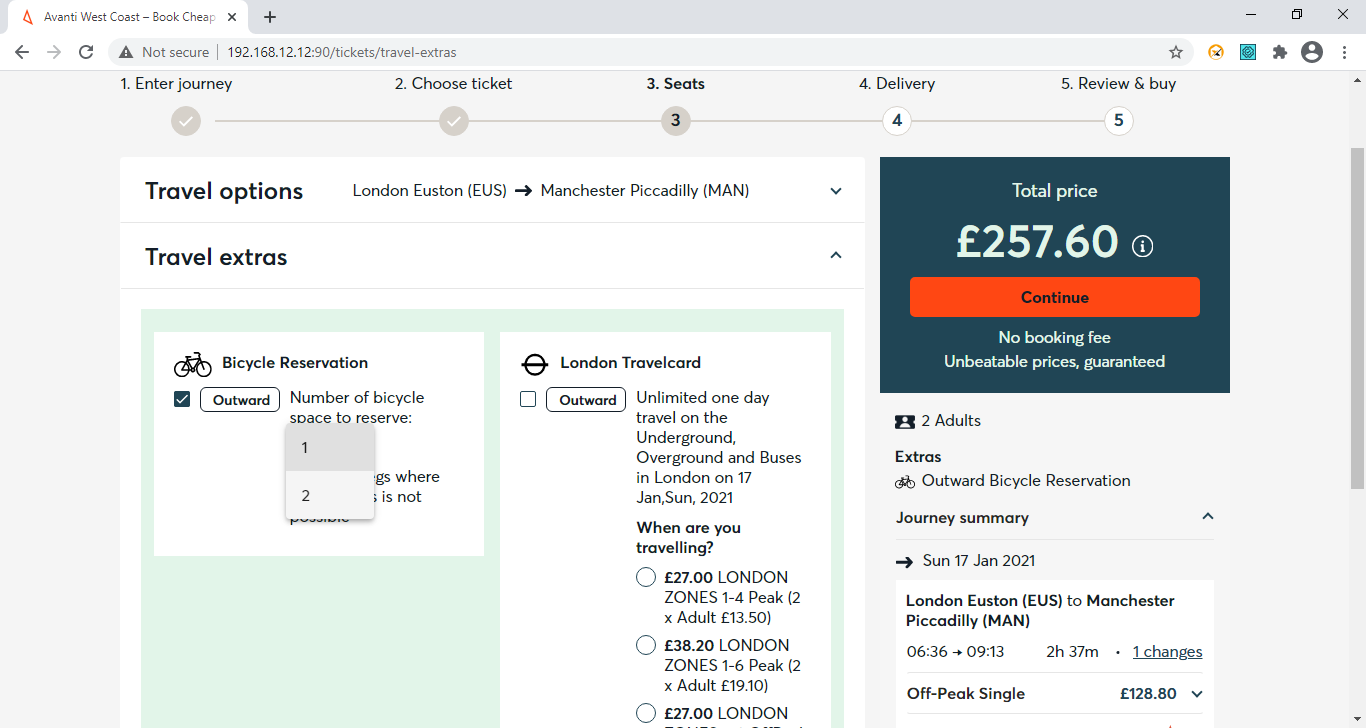 Avanti West Coast – Book Cheap
Not secure
192.168.12.12:90/tickets/travel-extras
1. Enter journey
2. Choose ticket
3. Seats
4. Delivery
5. Review & buy
3
4
5
Travel options
London Euston (EUS) → Manchester Piccadilly (MAN)
Travel extras
Bicycle Reservation
Outward
Number of bicycle
space to reserve:
1
2
egs where
is not
possible
London Travelcard
Outward
Unlimited one day
travel on the
Underground,
Overground and Buses
in London on 17
Jan,Sun, 2021
When are you
travelling?
£27.00 LONDON
ZONES 1-4 Peak (2
x Adult £13.50)
£38.20 LONDON
ZONES 1-6 Peak (2
x Adult £19.10)
£27.00 LONDON
Total price
£257.60
Continue
No booking fee
Unbeatable prices, guaranteed
2 Adults
Extras
Outward Bicycle Reservation
Journey summary
→ Sun 17 Jan 2021
London Euston (EUS) to Manchester
Piccadilly (MAN)
06:36 → 09:13 2h 37m • 1 changes
Off-Peak Single £128.80